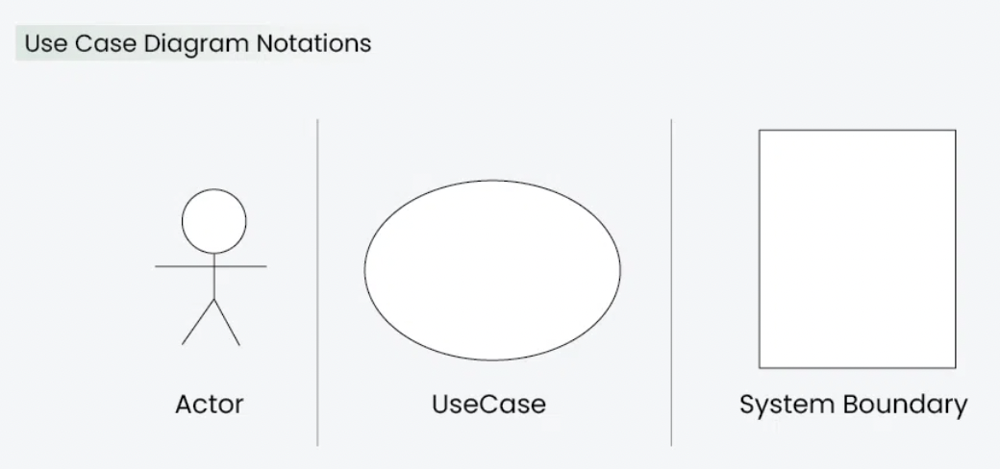 Use Case Diagram Notations
Actor
UseCase
System Boundary